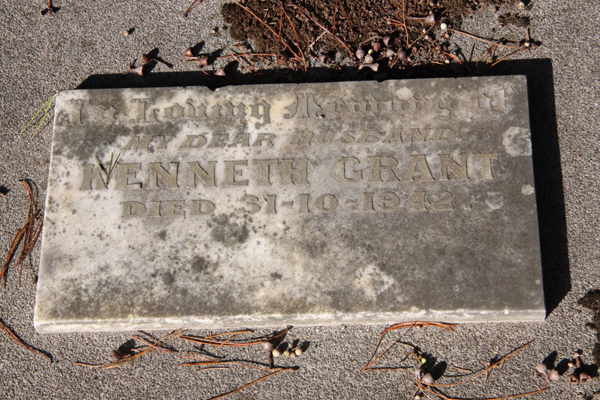 In Loving Memory of
MY DEAR HUSBAND
KENNETH GRANT
DIED 31-10-1942.